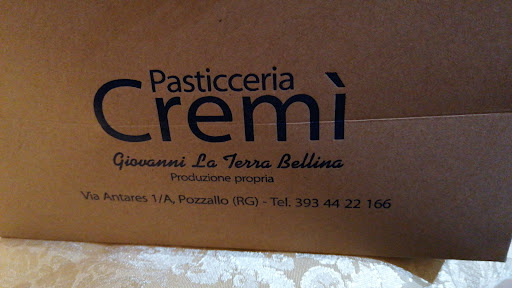 Pasticceria
Cremì
Giovanni La Terra Bellina
Produzione propria
Via Antares 1/A, Pozzallo (RG) - Tel. 393 44 22 166